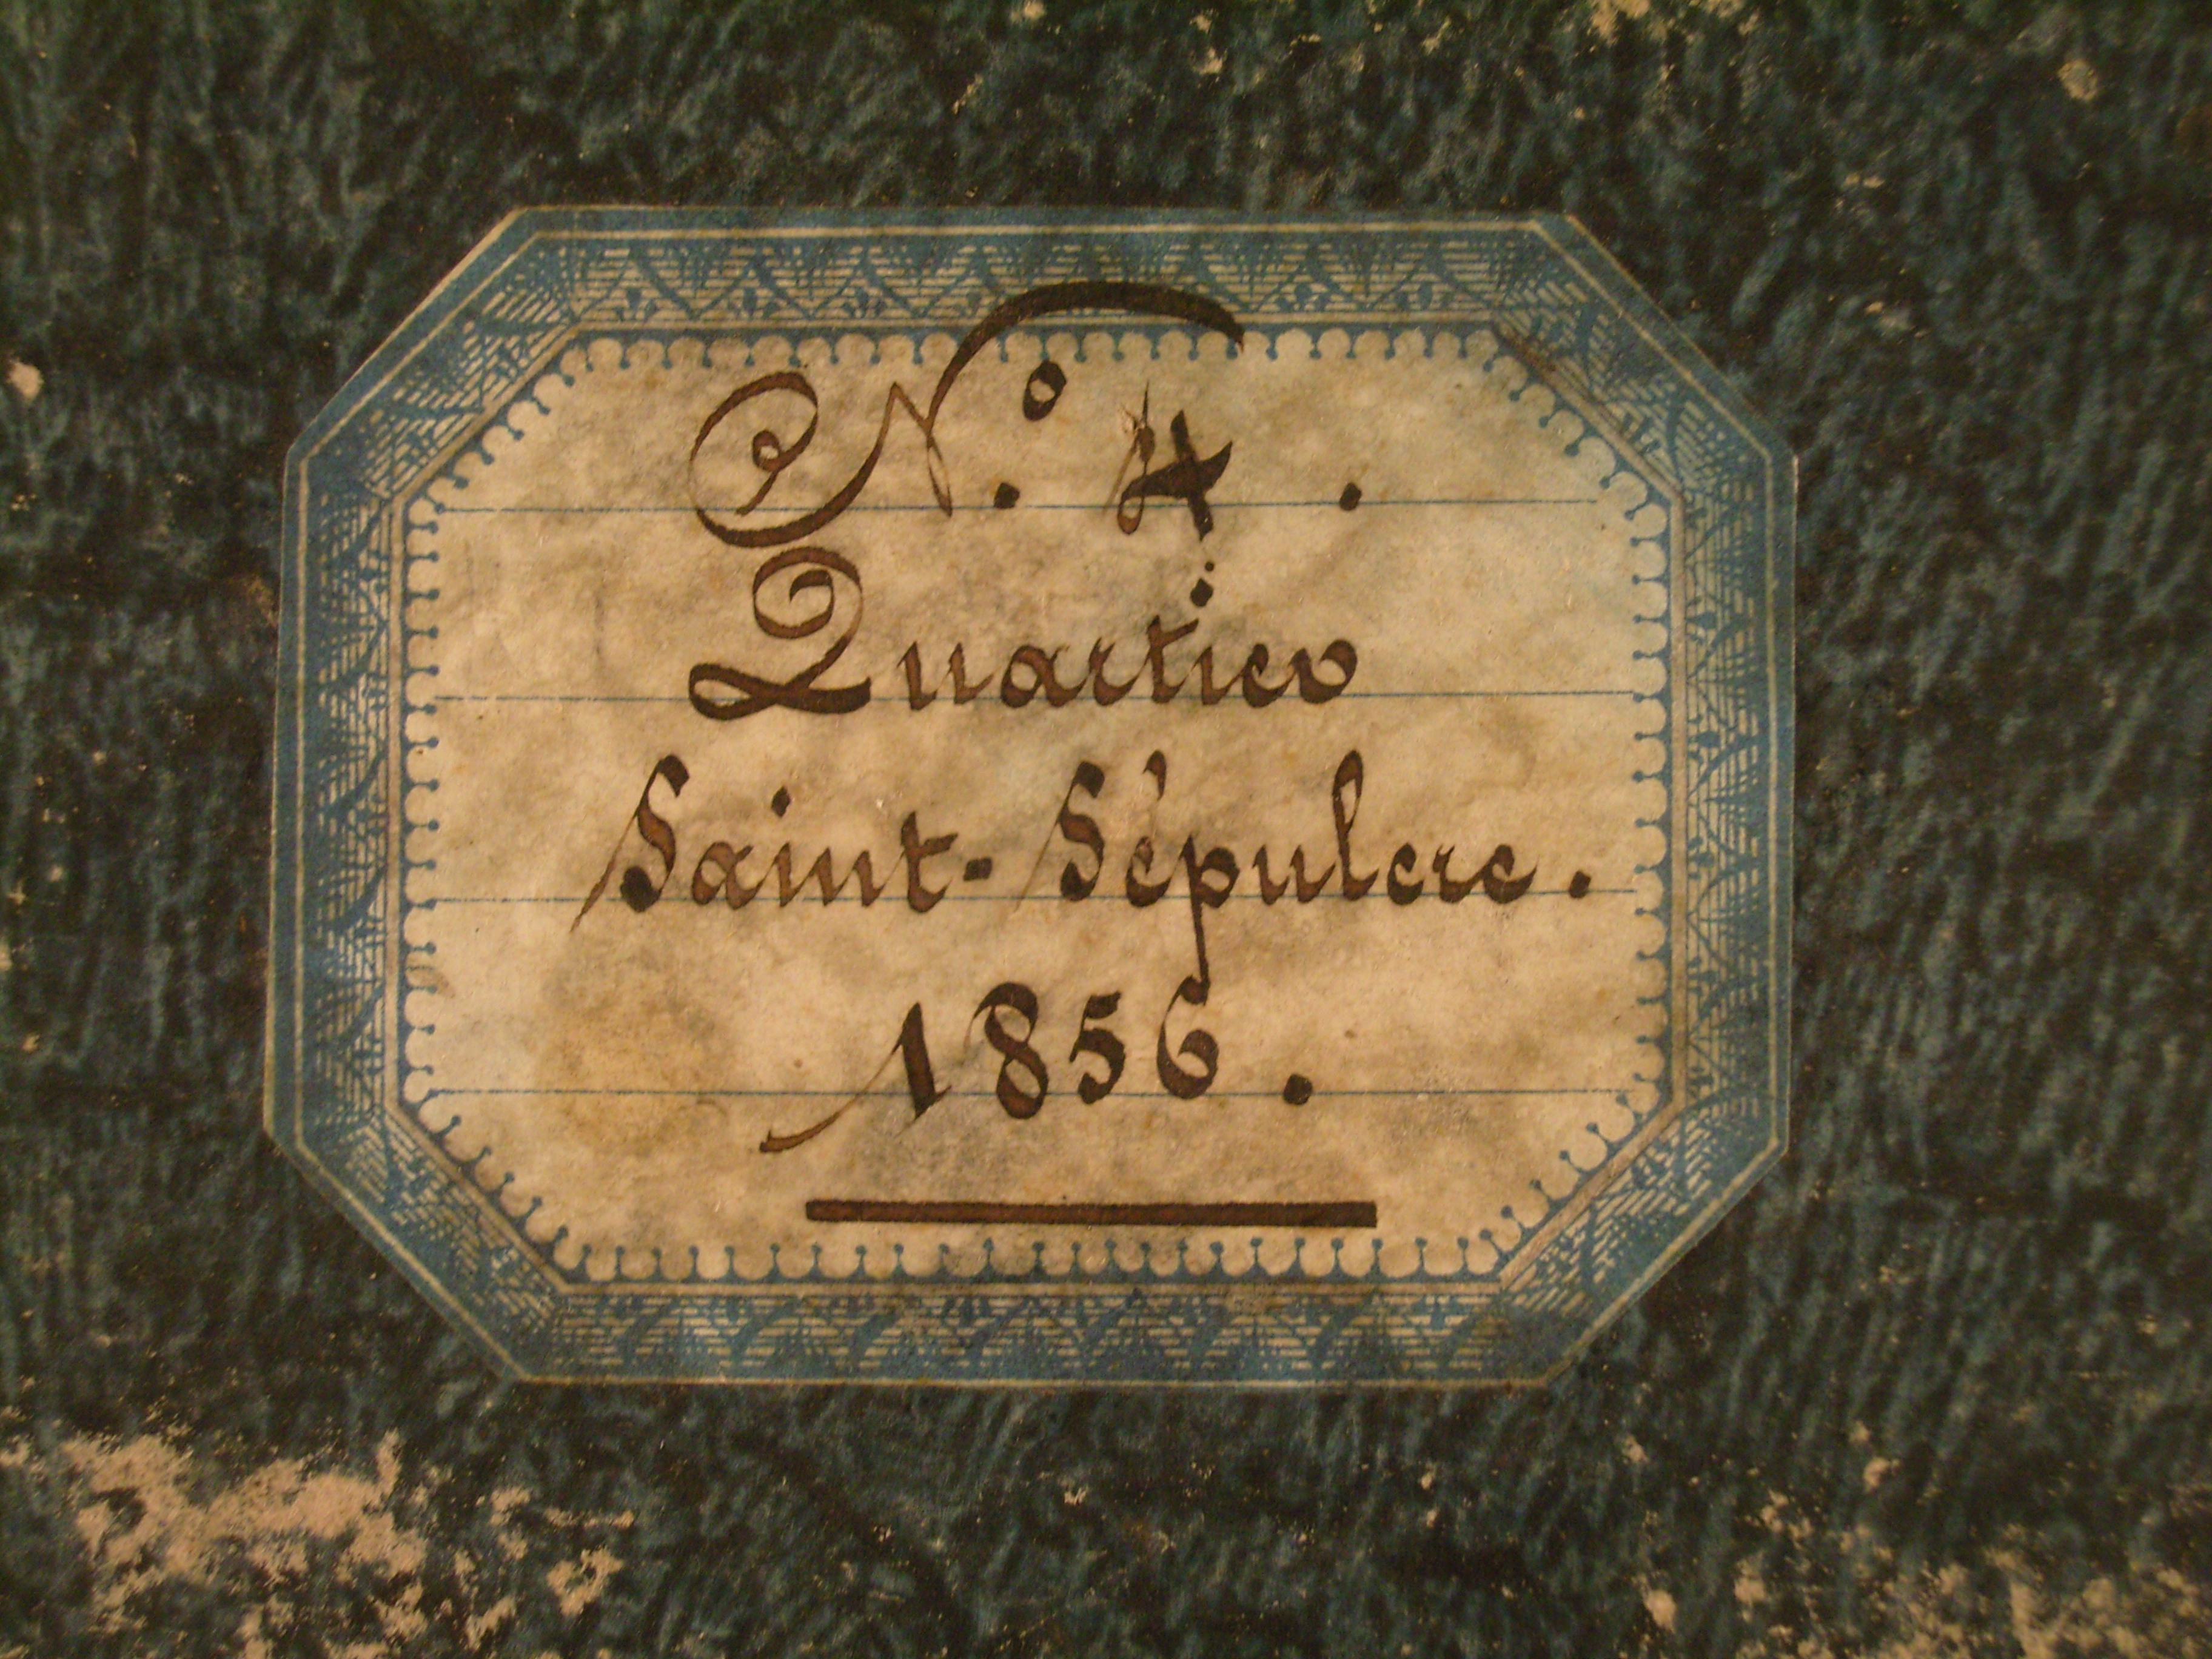 N.º 4.
Quartier
Saint-Sépulcre.
1856.